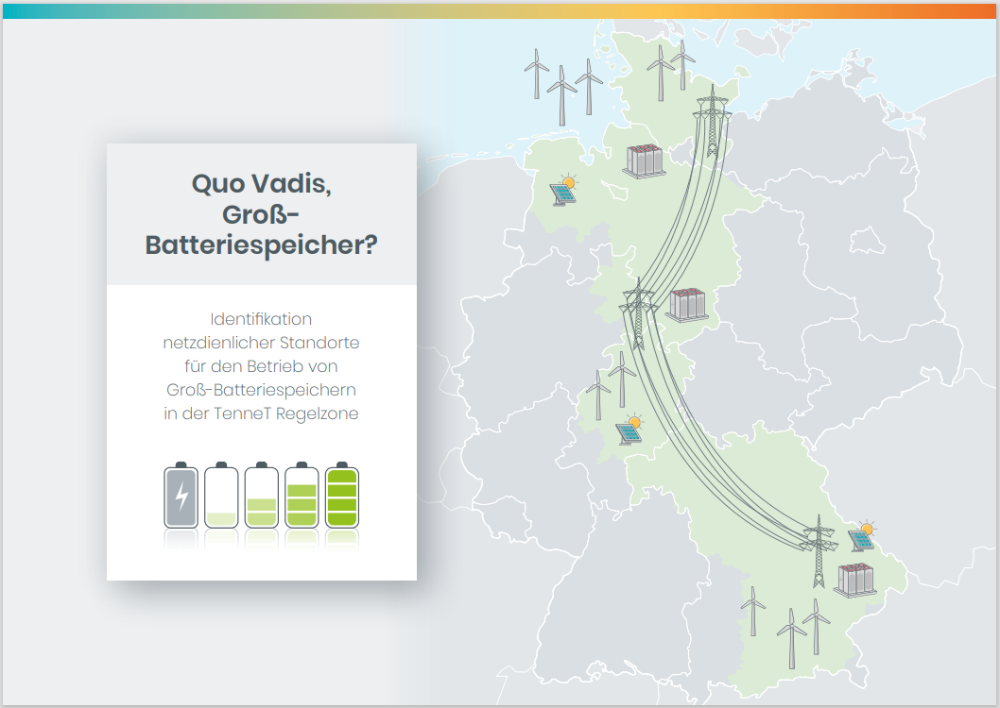 Quo Vadis,
Groß-
Batteriespeicher?
Identifikation
netzdienlicher Standorte
für den Betrieb von
Groß-Batteriespeichern
in der TenneT Regelzone